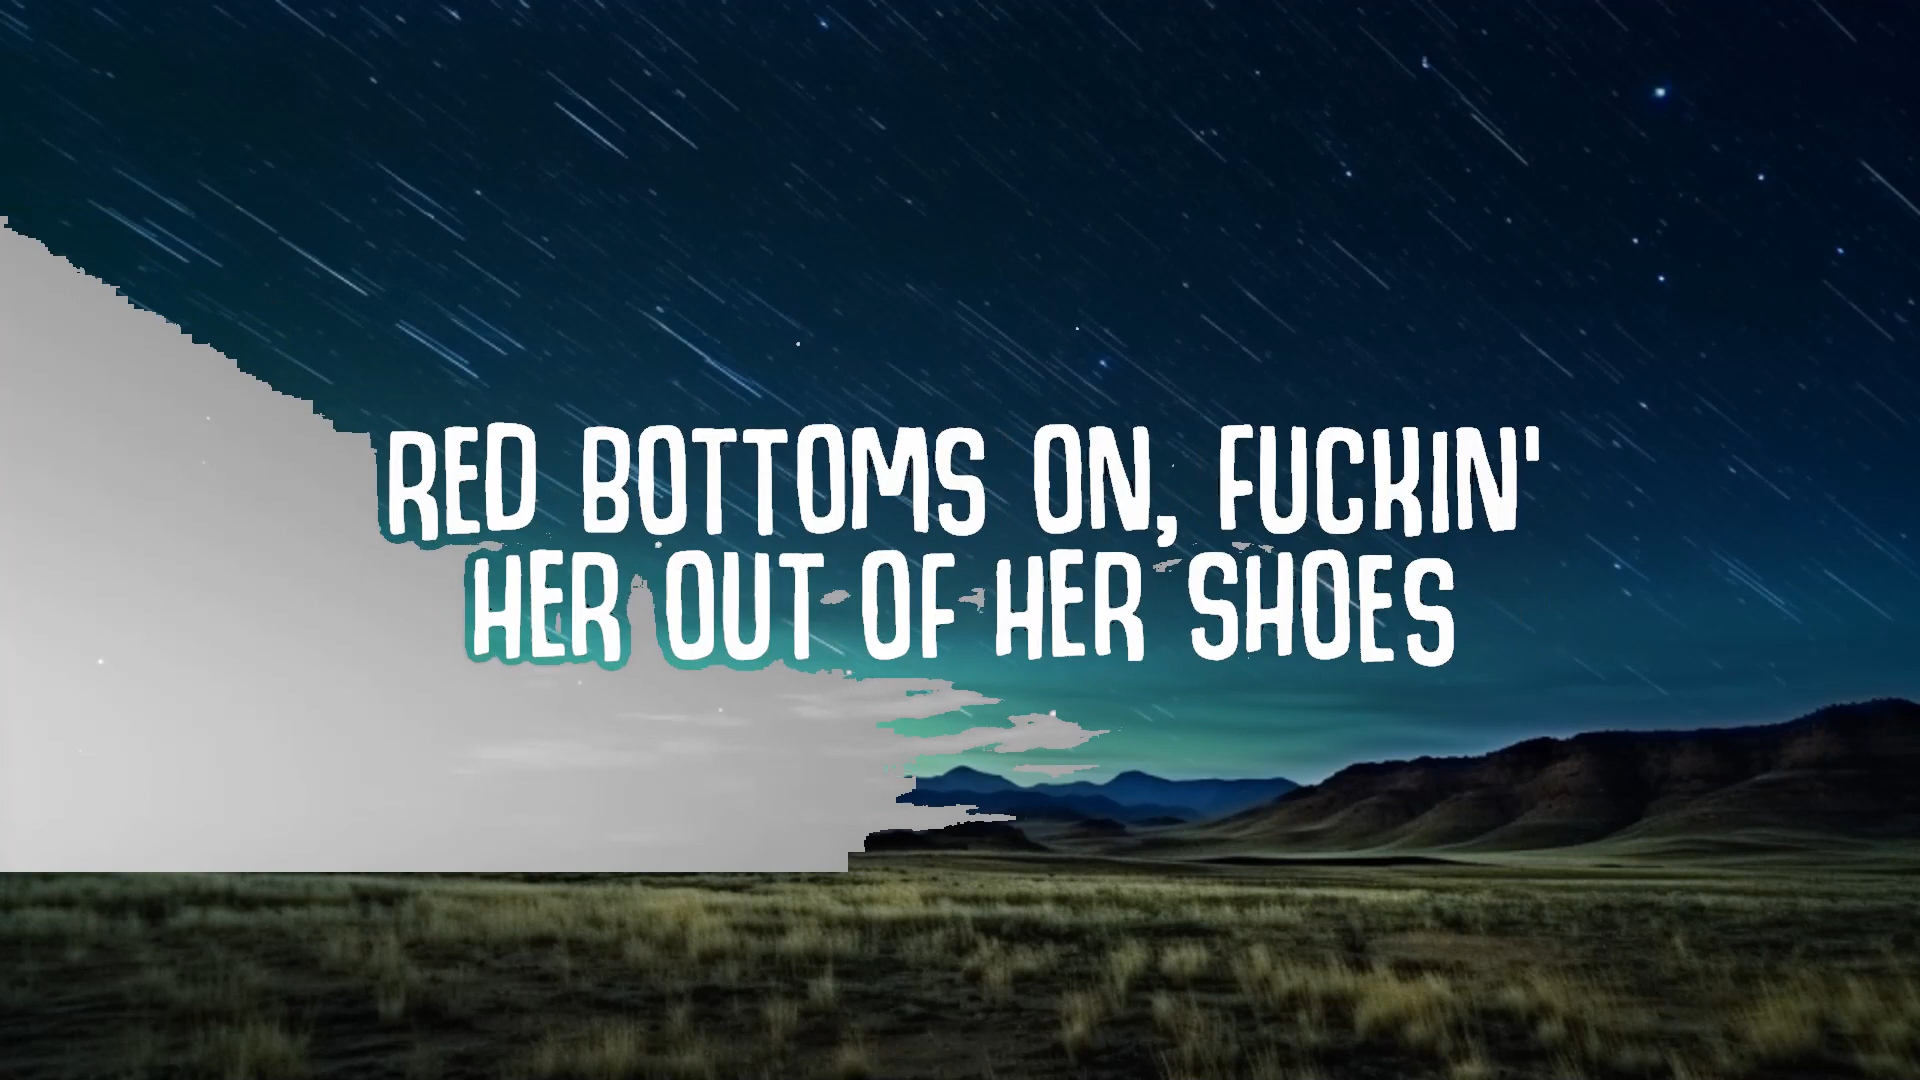 RED BOTTOMS ON, FUCKIN'
HER OUT OF HER SHOES